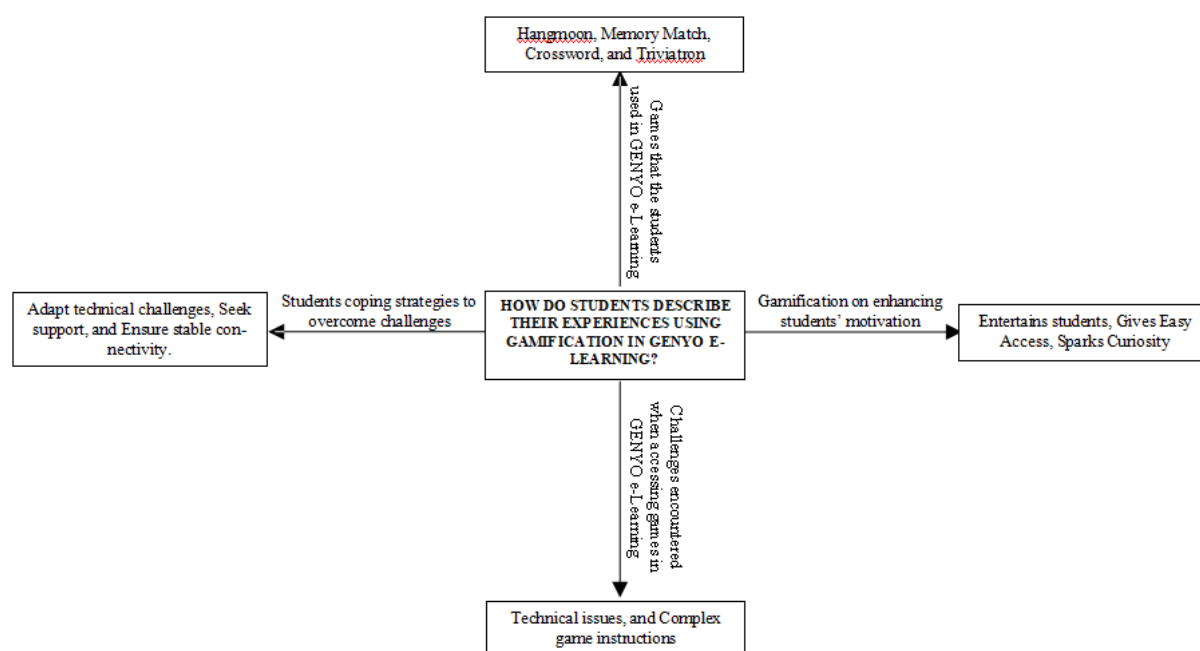 Hangmoon, Memory Match,
Crossword, and Triviatron
Games that the students
used in GENYO e-Learning
Adapt technical challenges, Seek
support, and Ensure stable con-
nectivity.
Students coping strategies to
overcome challenges
HOW DO STUDENTS DESCRIBE
THEIR EXPERIENCES USING
GAMIFICATION IN GENYO E-
LEARNING?
Gamification on enhancing
students’ motivation
Entertains students, Gives Easy
Access, Sparks Curiosity
Challenges encountered
when accessing games in
GENYO e-Learning
Technical issues, and Complex
game instructions